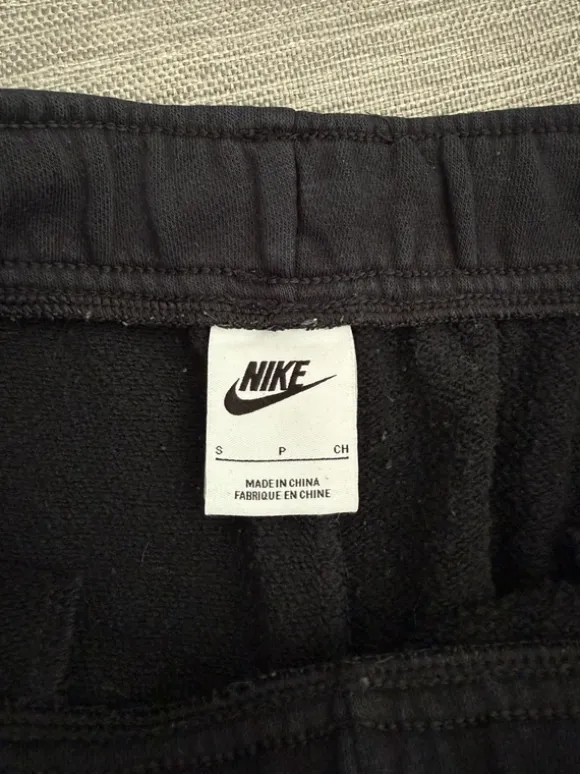 NIKE
S P CH
MADE IN CHINA
FABRIQUE EN CHINE